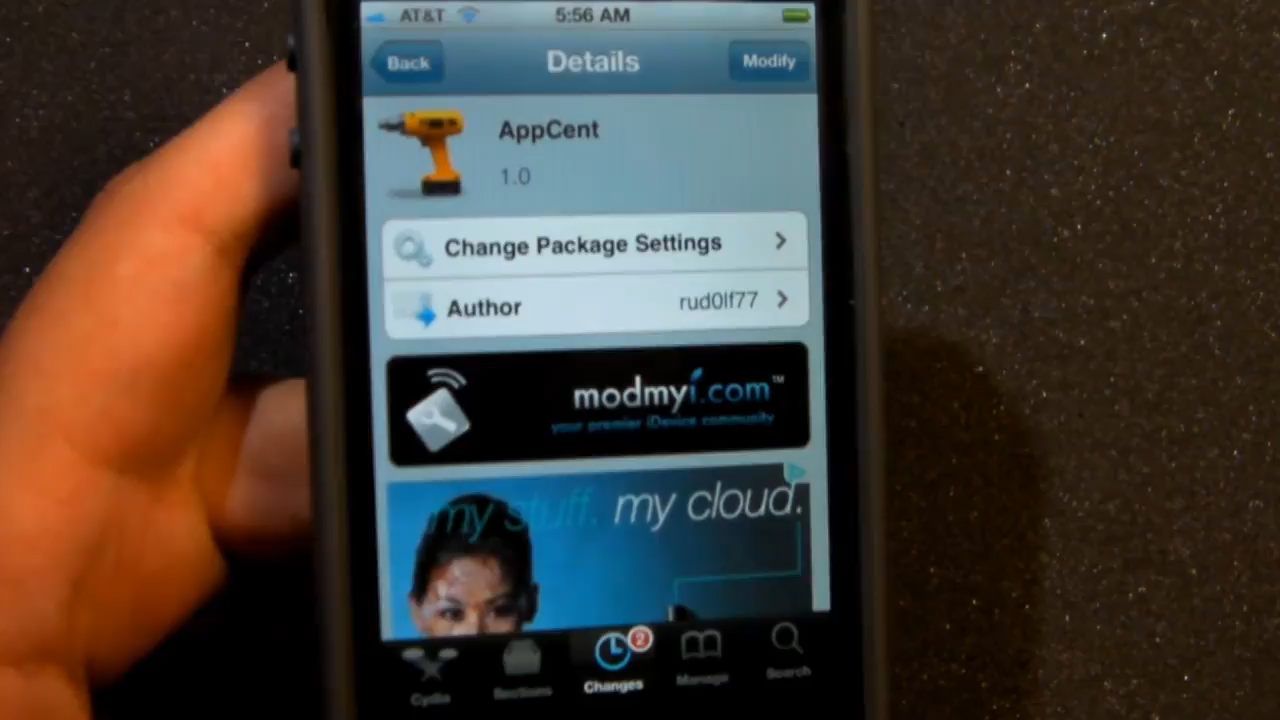 AT&T 5:56 AM
Back Details Modify
AppCent
1.0
Change Package Settings
Author rud0lf77
modmyi.com™
your premier iDevice community
my stuff. my cloud.
2
Cydia Sections Changes Manage Search